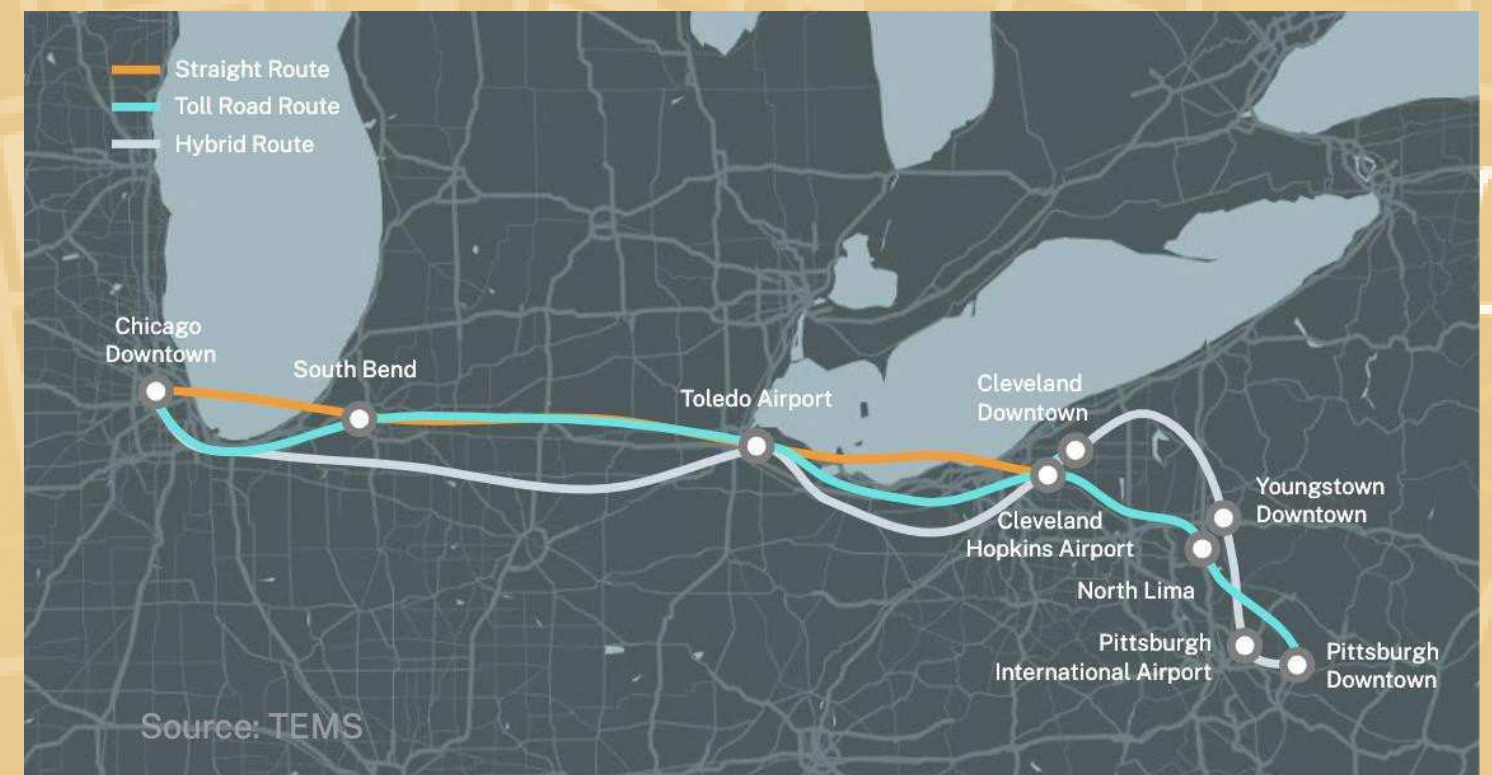 Straight Route
Toll Road Route
Hybrid Route
Chicago
Downtown
South Bend
Toledo Airport
Cleveland
Downtown
Cleveland
Hopkins Airport
Youngstown
Downtown
North Lima
Pittsburgh
International Airport
Pittsburgh
Downtown
Source: TEMS